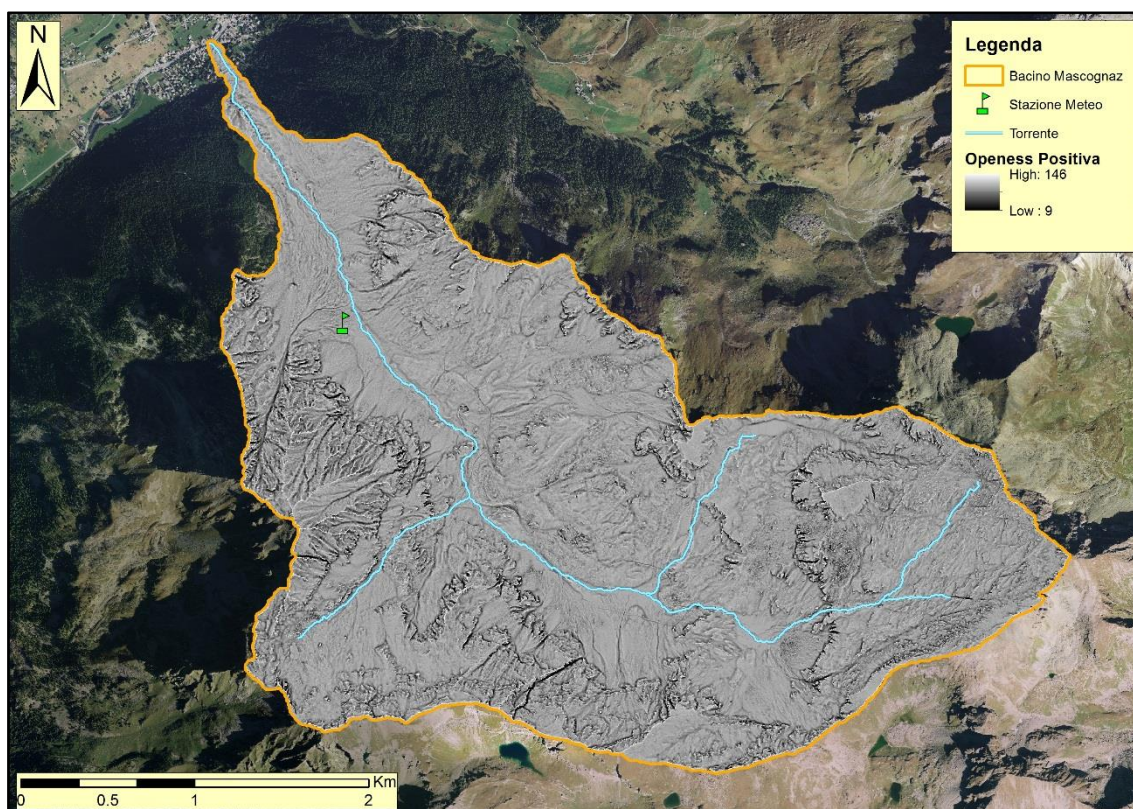 N
Legenda
Bacino Mascognaz
Stazione Meteo
Torrente
Openess Positiva
High: 146
Low : 9
Km
0 0.5 1 2